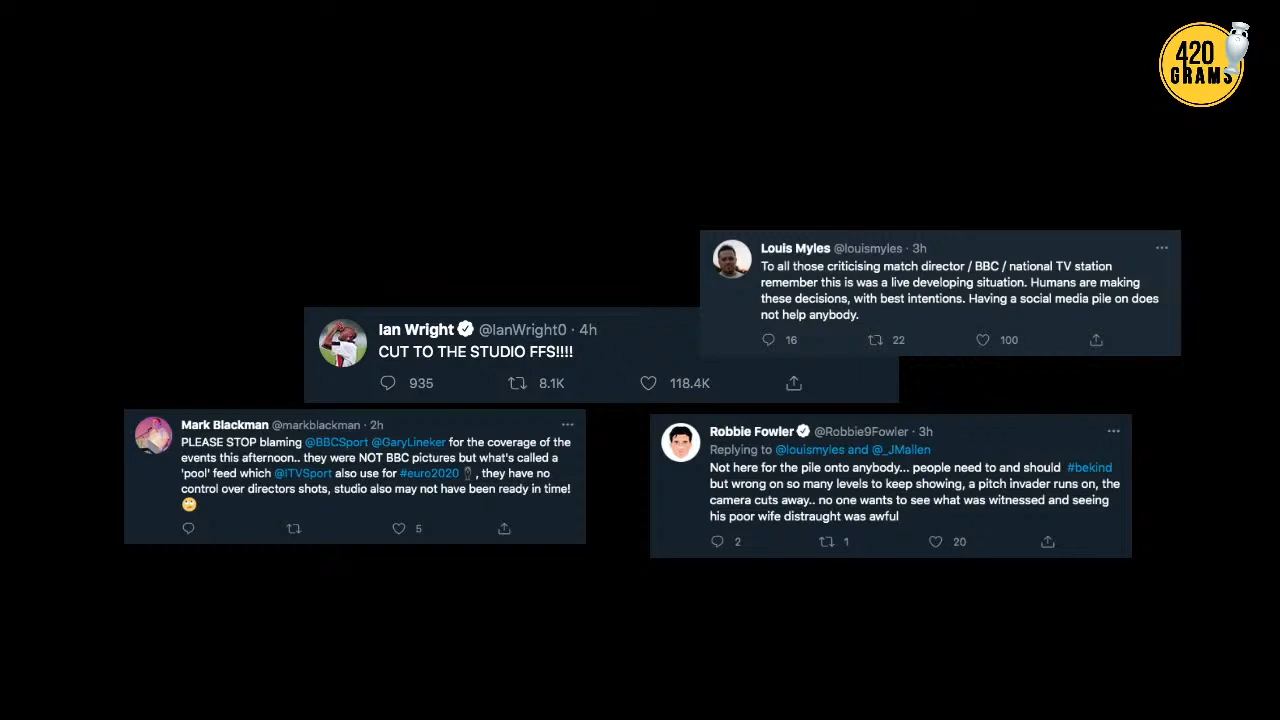 420
GRAMS
Louis Myles @louismyles · 3h
To all those criticising match director / BBC / national TV station
remember this is was a live developing situation. Humans are making
these decisions, with best intentions. Having a social media pile on does
not help anybody.
16 22 100
Ian Wright @IanWright0 · 4h
CUT TO THE STUDIO FFS!!!!
935 8.1K 118.4K
Mark Blackman @markblackman · 2h
PLEASE STOP blaming @BBCSport @GaryLineker for the coverage of the
events this afternoon.. they were NOT BBC pictures but what's called a
'pool' feed which @ITVSport also use for #euro2020 , they have no
control over directors shots, studio also may not have been ready in time!
5
Robbie Fowler @Robbie9Fowler · 3h
Replying to @louismyles and @_JMallen
Not here for the pile onto anybody... people need to and should #bekind
but wrong on so many levels to keep showing, a pitch invader runs on, the
camera cuts away.. no one wants to see what was witnessed and seeing
his poor wife distraught was awful
2 1 20